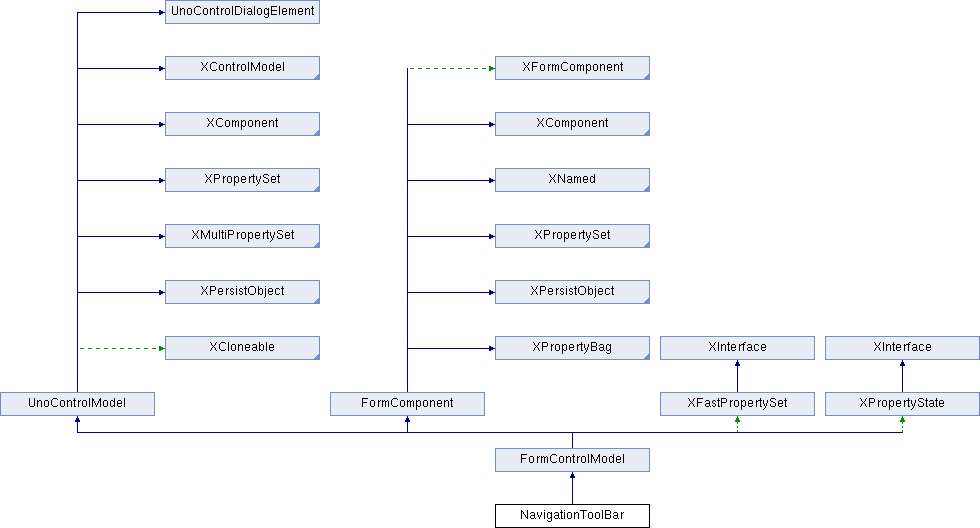 UnoControlDialogElement
XControlModel
XFormComponent
XComponent
XComponent
XPropertySet
XNamed
XMultiPropertySet
XPropertySet
XPersistObject
XPersistObject
XCloneable
XPropertyBag
XInterface
XInterface
UnoControlModel
FormComponent
XFastPropertySet
XPropertyState
FormControlModel
NavigationToolBar